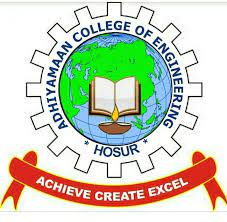 ADHIYAMAAN COLLEGE OF ENGINEERING
* HOSUR *
ACHIEVE CREATE EXCEL